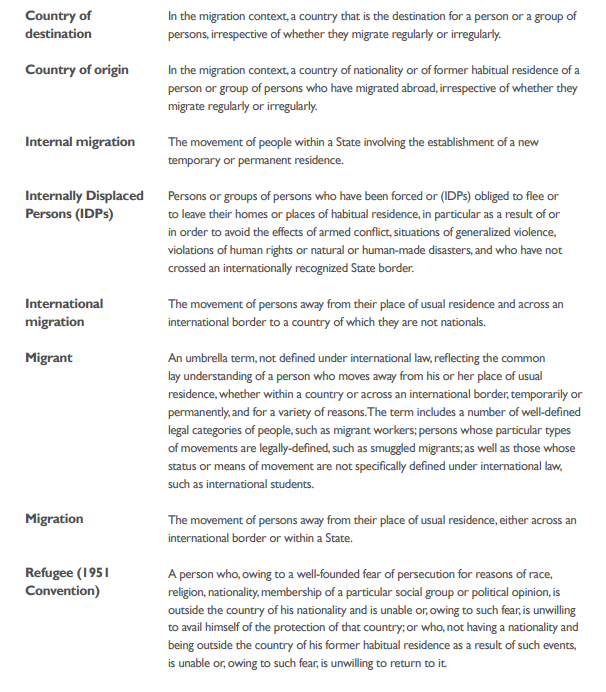 Country of
destination
In the migration context, a country that is the destination for a person or a group of
persons, irrespective of whether they migrate regularly or irregularly.
Country of origin
In the migration context, a country of nationality or of former habitual residence of a
person or group of persons who have migrated abroad, irrespective of whether they
migrate regularly or irregularly.
Internal migration
The movement of people within a State involving the establishment of a new
temporary or permanent residence.
Internally Displaced
Persons (IDPs)
Persons or groups of persons who have been forced or (IDPs) obliged to flee or
to leave their homes or places of habitual residence, in particular as a result of or
in order to avoid the effects of armed conflict, situations of generalized violence,
violations of human rights or natural or human-made disasters, and who have not
crossed an internationally recognized State border.
International
migration
The movement of persons away from their place of usual residence and across an
international border to a country of which they are not nationals.
Migrant
An umbrella term, not defined under international law, reflecting the common
lay understanding of a person who moves away from his or her place of usual
residence, whether within a country or across an international border, temporarily or
permanently, and for a variety of reasons. The term includes a number of well-defined
legal categories of people, such as migrant workers; persons whose particular types
of movements are legally-defined, such as smuggled migrants; as well as those whose
status or means of movement are not specifically defined under international law,
such as international students.
Migration
The movement of persons away from their place of usual residence, either across an
international border or within a State.
Refugee (1951
Convention)
A person who, owing to a well-founded fear of persecution for reasons of race,
religion, nationality, membership of a particular social group or political opinion, is
outside the country of his nationality and is unable or, owing to such fear, is unwilling
to avail himself of the protection of that country; or who, not having a nationality and
being outside the country of his former habitual residence as a result of such events,
is unable or, owing to such fear, is unwilling to return to it.